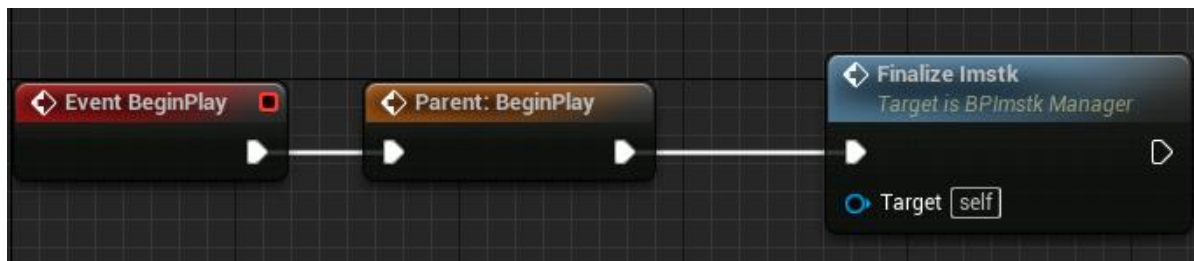 Event BeginPlay
Parent: BeginPlay
Finalize Imstk
Target is BPImstk Manager
Target self